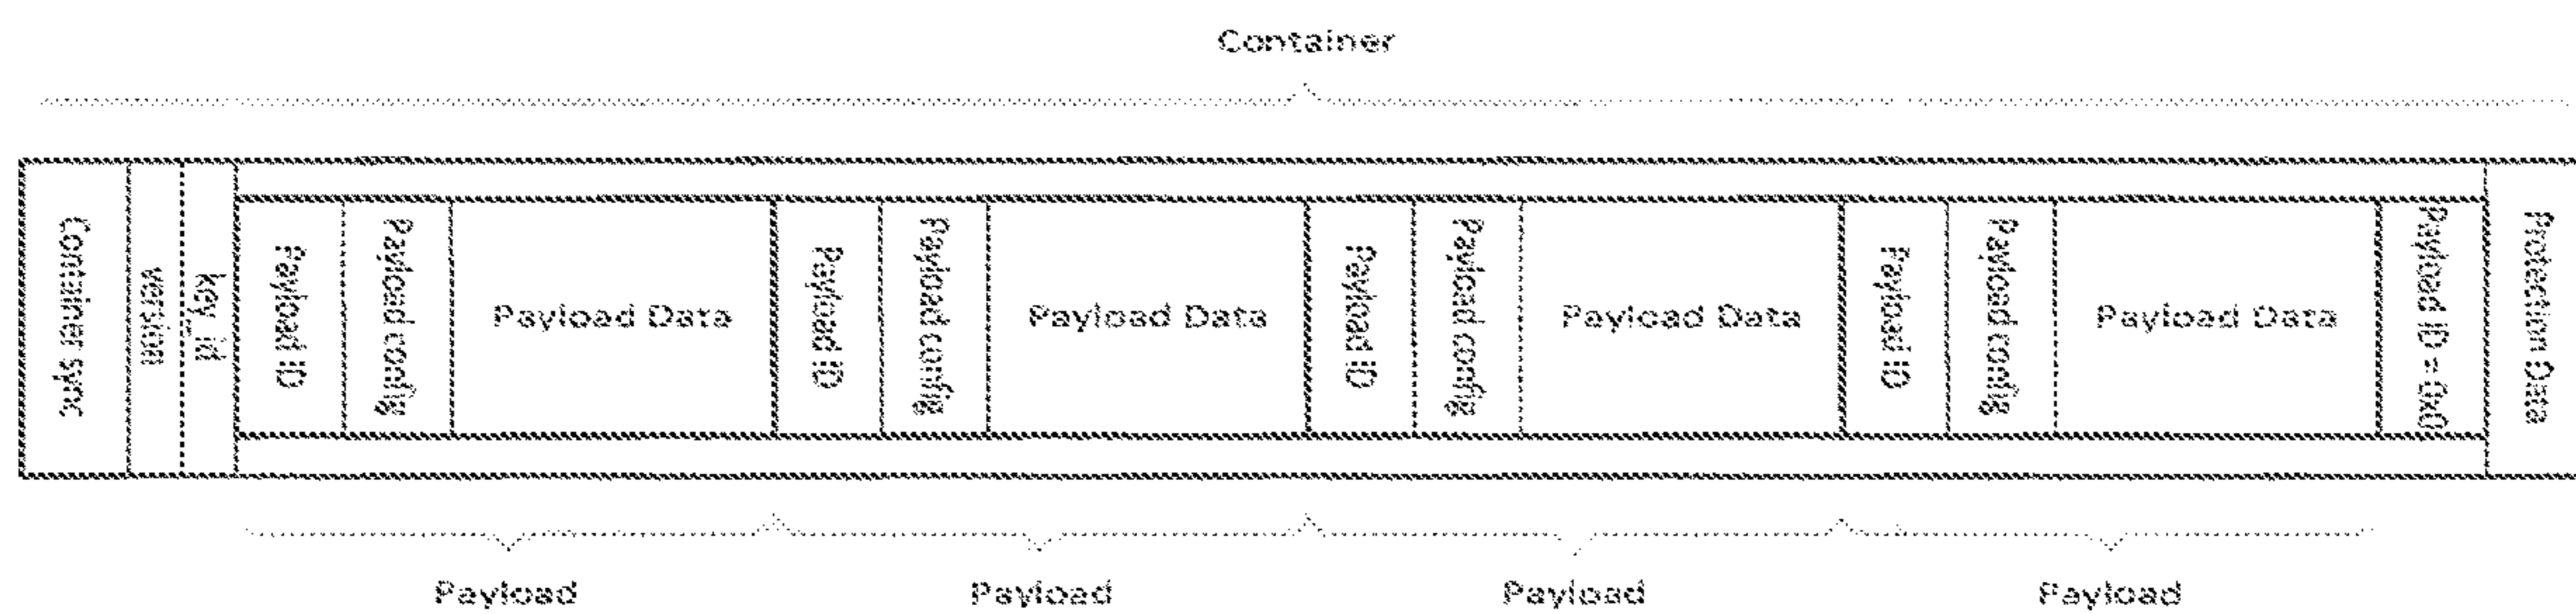 Container
Container sync
version
key_id
Payload ID
Payload config
Payload Data
Payload ID
Payload config
Payload Data
Payload ID
Payload config
Payload Data
Payload ID
Payload config
Payload Data
Payload ID = 0x0
Protection Data
Payload
Payload
Payload
Payload